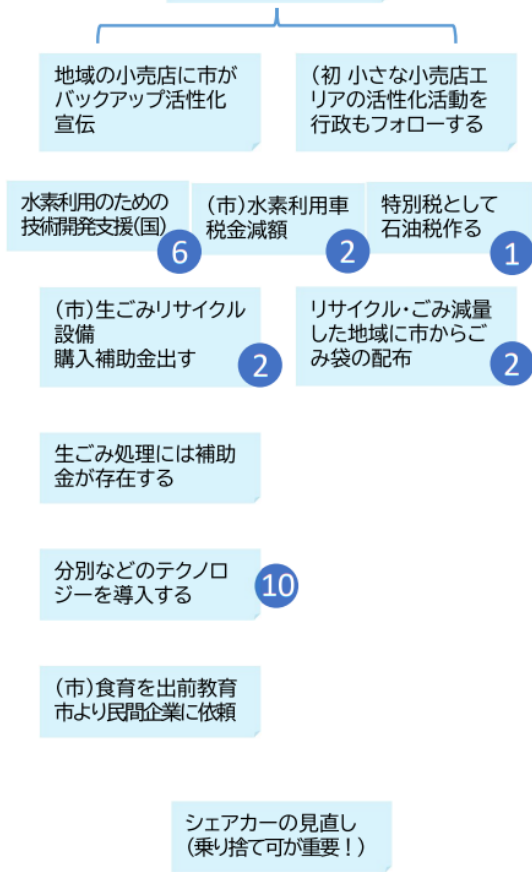 地域の小売店に市が
バックアップ活性化
宣伝
(初 小さな小売店エ
リアの活性化活動を
行政もフォローする
水素利用のための
技術開発支援(国)
6
(市)水素利用車
税金減額
2
特別税として
石油税作る
1
(市)生ごみリサイクル
設備
購入補助金出す
2
リサイクル・ごみ減量
した地域に市からご
み袋の配布
2
生ごみ処理には補助
金が存在する
分別などのテクノロ
ジーを導入する
10
(市)食育を出前教育
市より民間企業に依頼
シェアカーの見直し
(乗り捨て可が重要！)